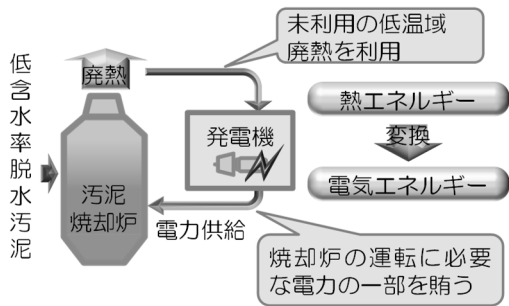 未利用の低温域
廃熱を利用
廃熱
低含水率脱水汚泥
汚泥
焼却炉
発電機
電力供給
熱エネルギー
変換
電気エネルギー
焼却炉の運転に必要
な電力の一部を賄う